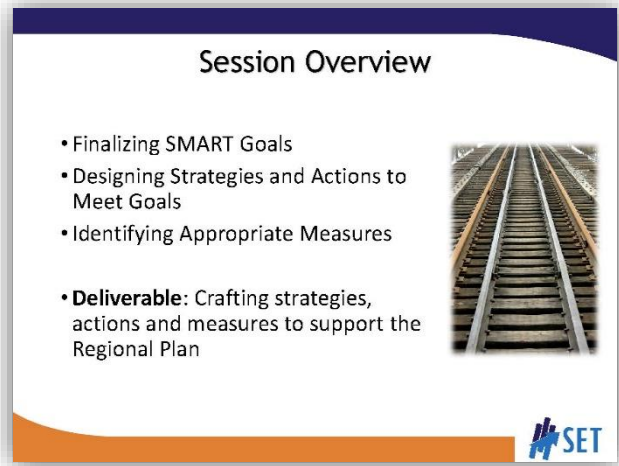 Session Overview
• Finalizing SMART Goals
• Designing Strategies and Actions to
Meet Goals
• Identifying Appropriate Measures
• Deliverable: Crafting strategies,
actions and measures to support the
Regional Plan
SET